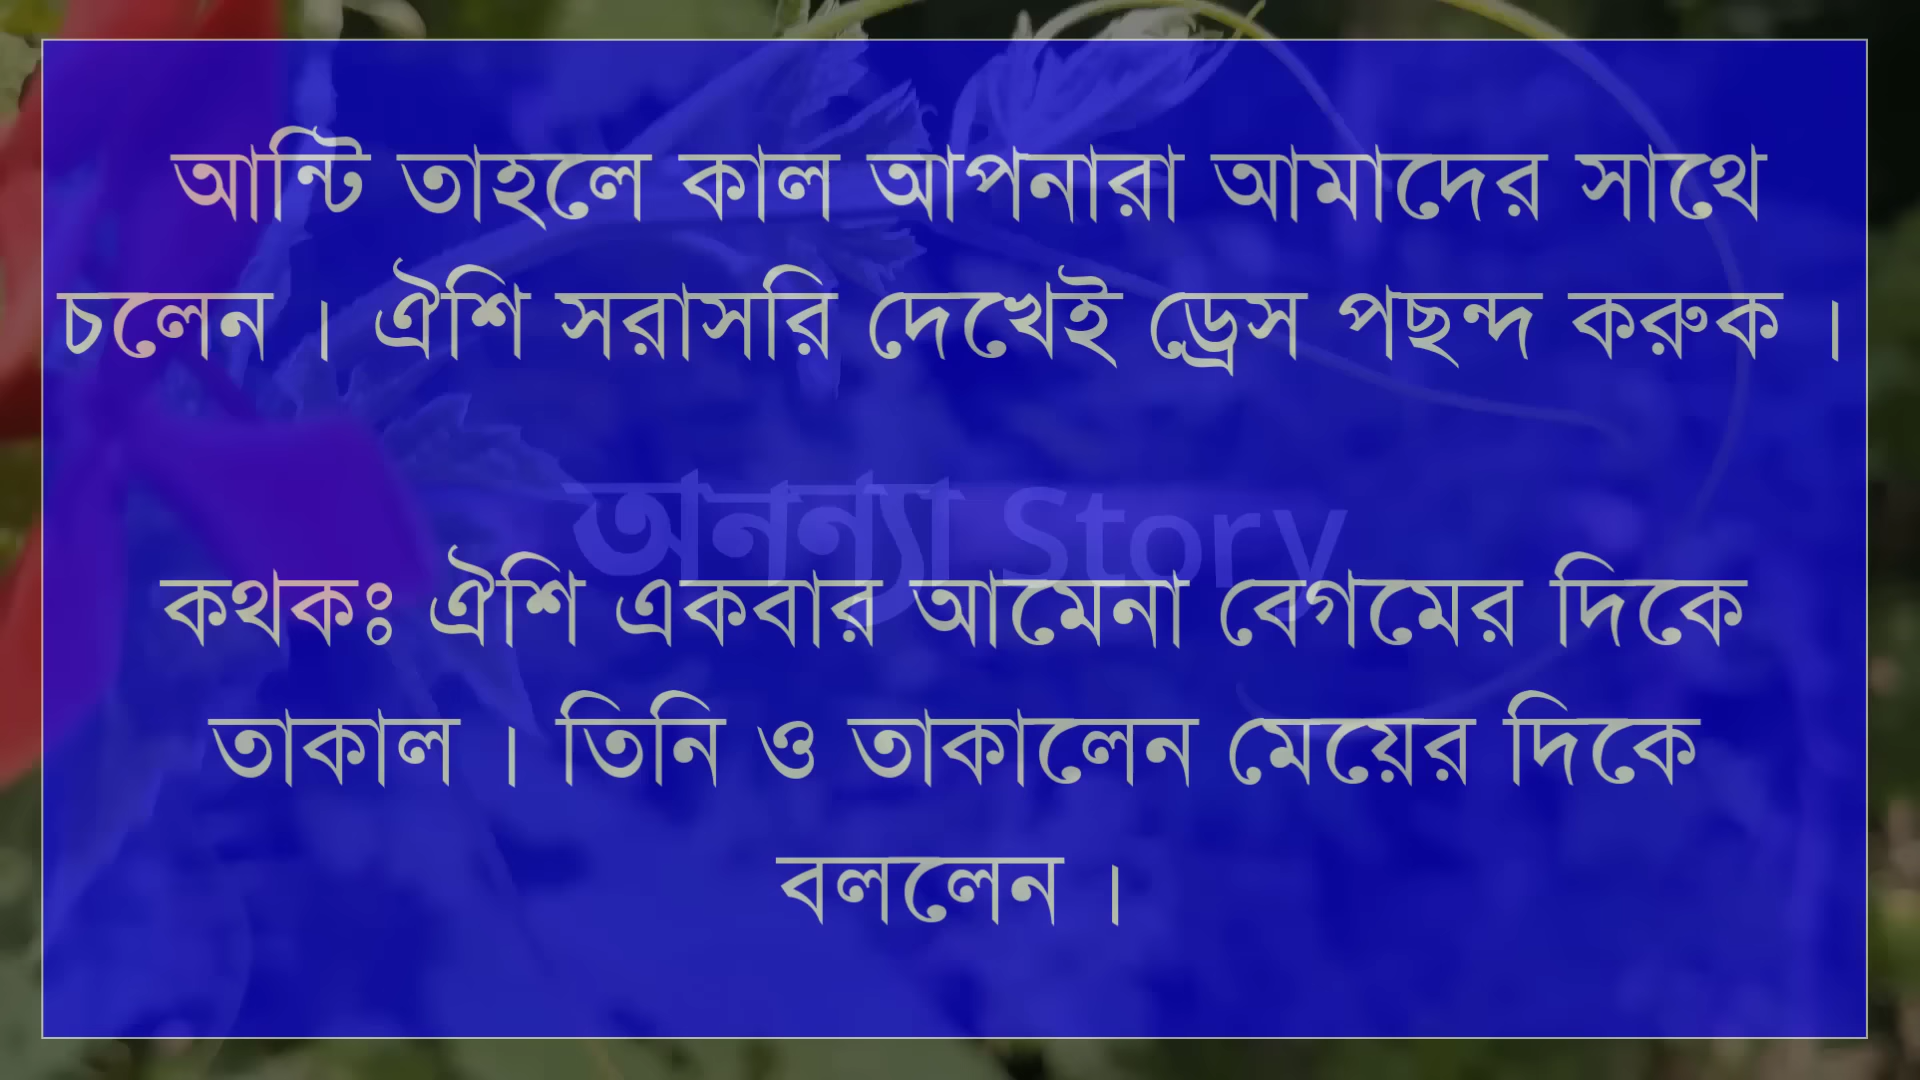 আন্টি তাহলে কাল আপনারা আমাদের সাথে
চলেন । ঐশি সরাসরি দেখেই ড্রেস পছন্দ করুক ।
অনন্যা Story
কথকঃ ঐশি একবার আমেনা বেগমের দিকে
তাকাল । তিনি ও তাকালেন মেয়ের দিকে
বললেন ।